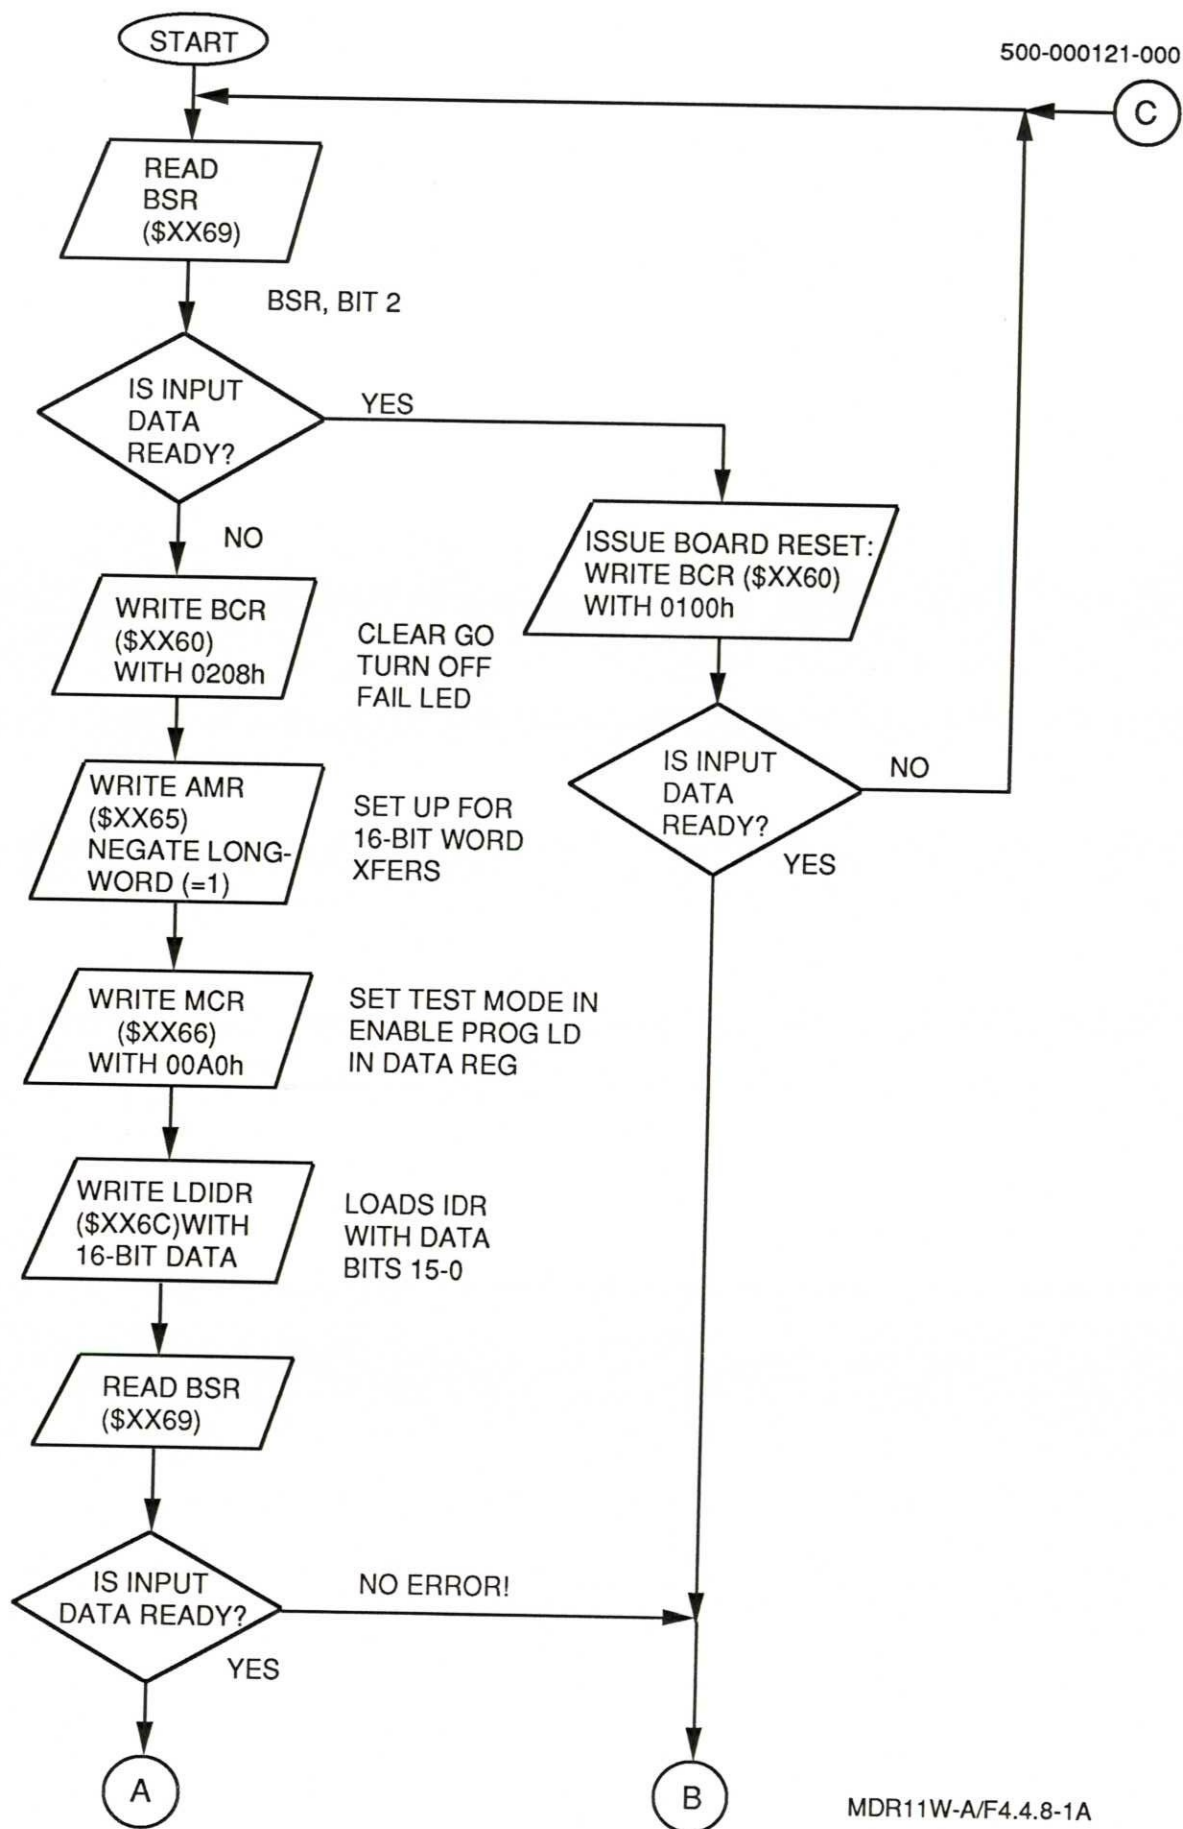 START
500-000121-000
C
READ
BSR
($XX69)
BSR, BIT 2
IS INPUT
DATA
READY?
YES
NO
ISSUE BOARD RESET:
WRITE BCR ($XX60)
WITH 0100h
WRITE BCR
($XX60)
WITH 0208h
CLEAR GO
TURN OFF
FAIL LED
IS INPUT
DATA
READY?
NO
YES
WRITE AMR
($XX65)
NEGATE LONG-
WORD (=1)
SET UP FOR
16-BIT WORD
XFERS
WRITE MCR
($XX66)
WITH 00A0h
SET TEST MODE IN
ENABLE PROG LD
IN DATA REG
WRITE LDIDR
($XX6C)WITH
16-BIT DATA
LOADS IDR
WITH DATA
BITS 15-0
READ BSR
($XX69)
IS INPUT
DATA READY?
NO ERROR!
YES
A
B
MDR11W-A/F4.4.8-1A